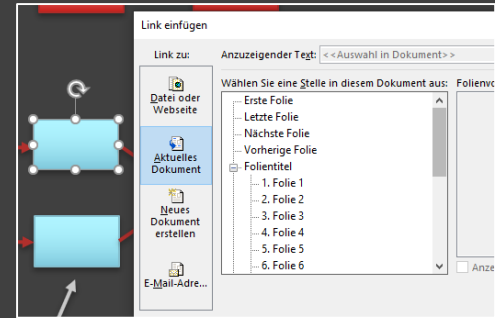 Link einfügen
Link zu:
Anzuzeigender Text: <<Auswahl in Dokument>>
Datei oder
Webseite
Aktuelles
Dokument
Neues
Dokument
erstellen
E-Mail-Adre...
Wählen Sie eine Stelle in diesem Dokument aus:
Erste Folie
Letzte Folie
Nächste Folie
Vorherige Folie
Folientitel
1. Folie 1
2. Folie 2
3. Folie 3
4. Folie 4
5. Folie 5
6. Folie 6
Folienvo
Anze